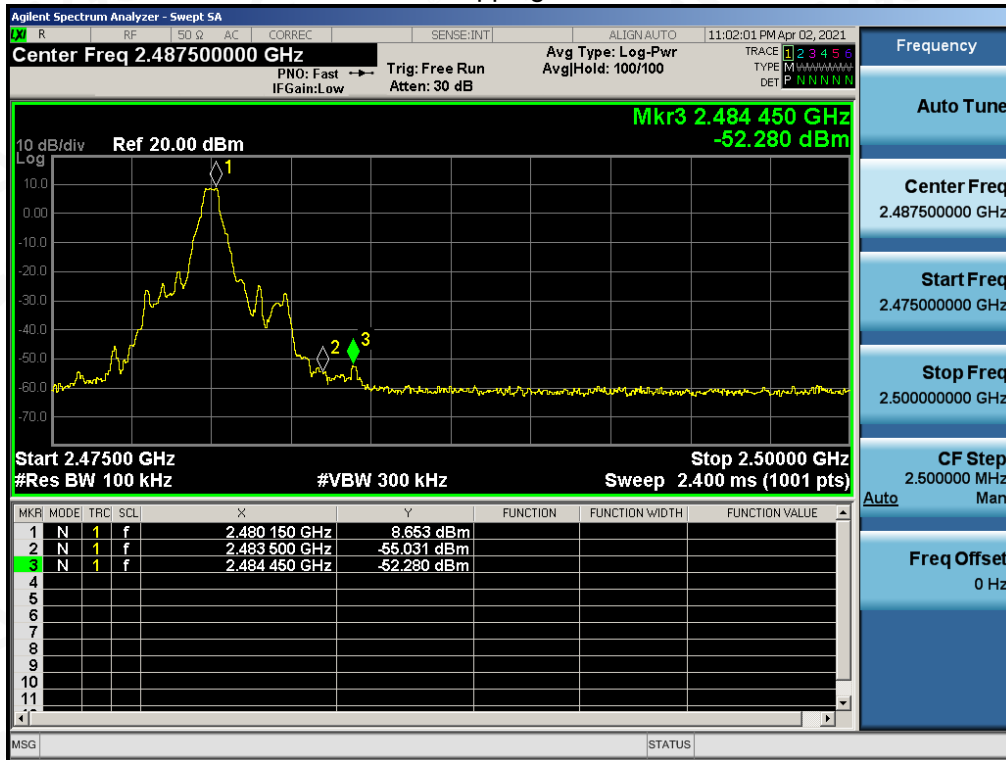 Agilent Spectrum Analyzer - Swept SA
LXI R RF 50 Ω AC CORREC SENSE:INT ALIGN AUTO 11:02:01 PM Apr 02, 2021
Center Freq 2.487500000 GHz
PNO: Fast
IFGain:Low
Trig: Free Run
Atten: 30 dB
Avg Type: Log-Pwr
Avg|Hold: 100/100
TRACE 1 2 3 4 5 6
TYPE M WWWWW
DET P N N N N N
Mkr3 2.484 450 GHz
-52.280 dBm
10 dB/div Ref 20.00 dBm
Log
10.0
0.00
-10.0
-20.0
-30.0
-40.0
-50.0
-60.0
-70.0
1
2
3
Start 2.47500 GHz Stop 2.50000 GHz
#Res BW 100 kHz #VBW 300 kHz Sweep 2.400 ms (1001 pts)
MKR MODE TRC SCL X Y FUNCTION FUNCTION WIDTH FUNCTION VALUE
1 N 1 f 2.480 150 GHz 8.653 dBm
2 N 1 f 2.483 500 GHz -55.031 dBm
3 N 1 f 2.484 450 GHz -52.280 dBm
4
5
6
7
8
9
10
11
MSG STATUS
Frequency
Auto Tune
Center Freq
2.487500000 GHz
Start Freq
2.475000000 GHz
Stop Freq
2.500000000 GHz
CF Step
2.500000 MHz
Auto Man
Freq Offset
0 Hz